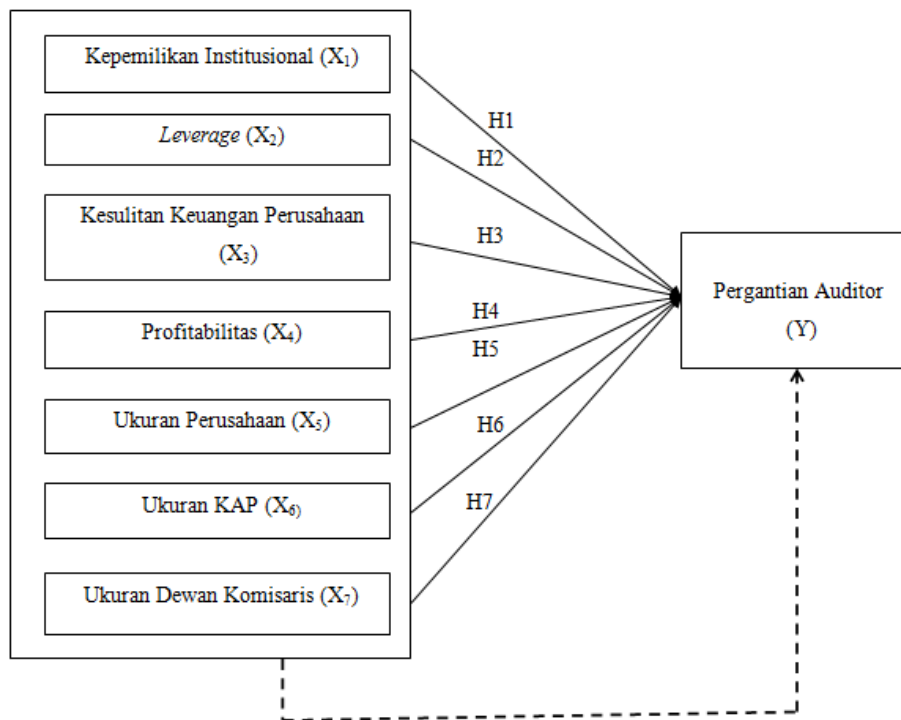 Kepemilikan Institusional (X₁)
Leverage (X₂)
Kesulitan Keuangan Perusahaan
(X₃)
Profitabilitas (X₄)
Ukuran Perusahaan (X₅)
Ukuran KAP (X₆)
Ukuran Dewan Komisaris (X₇)
H1
H2
H3
H4
H5
H6
H7
Pergantian Auditor
(Y)